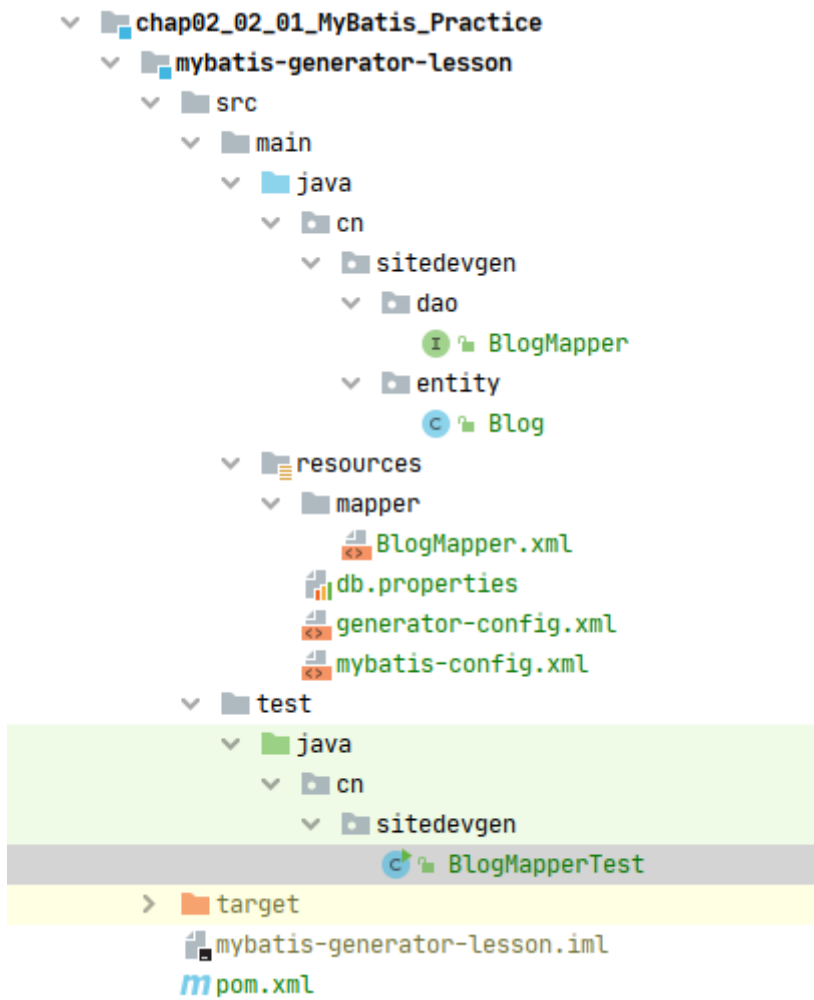 chap02_02_01_MyBatis_Practice
mybatis-generator-lesson
src
main
java
cn
sitedevgen
dao
I BlogMapper
entity
C Blog
resources
mapper
BlogMapper.xml
db.properties
generator-config.xml
mybatis-config.xml
test
java
cn
sitedevgen
C BlogMapperTest
target
mybatis-generator-lesson.iml
m pom.xml